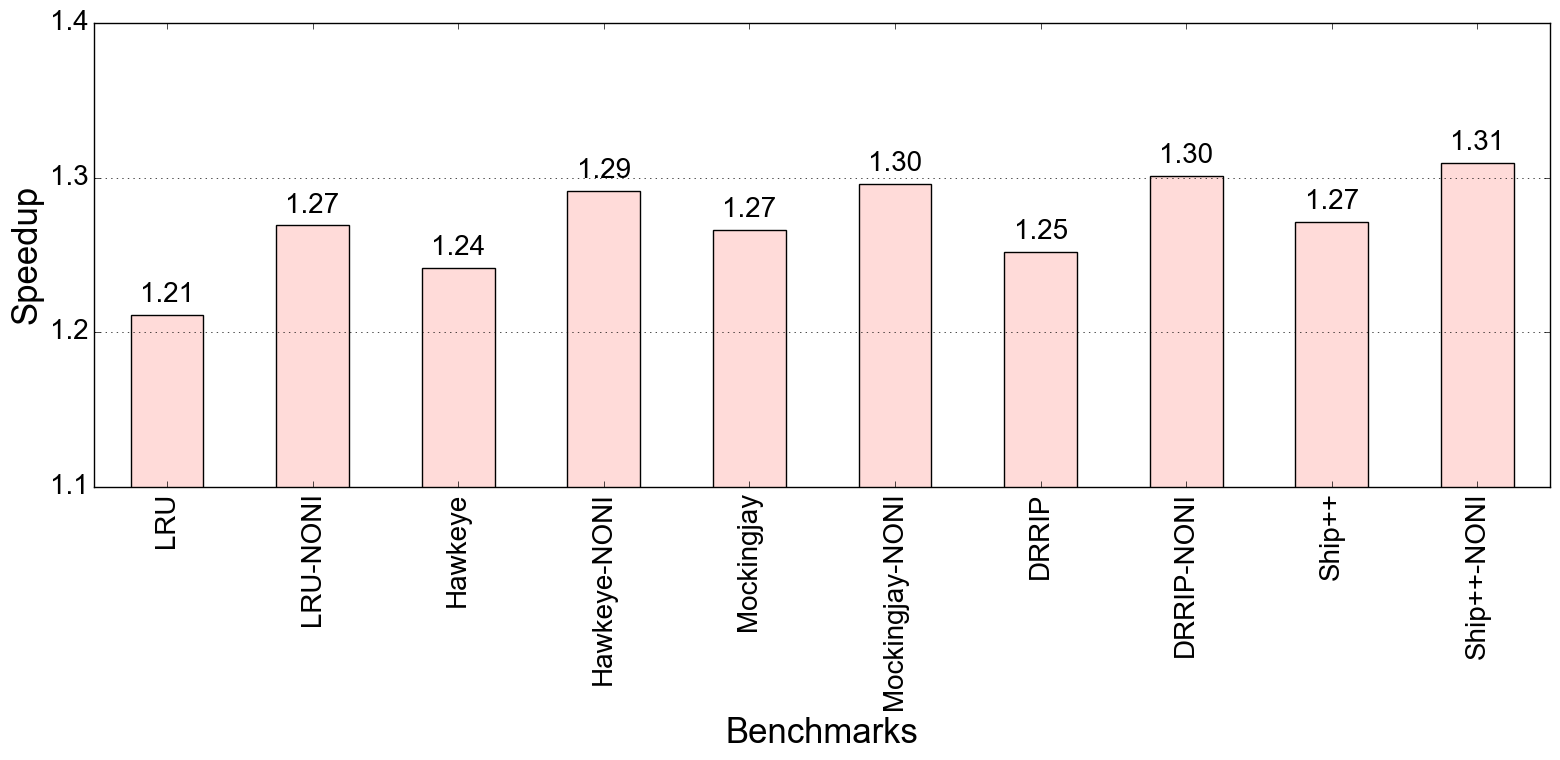 Speedup
1.4
1.3
1.2
1.1
1.21
1.27
1.24
1.29
1.27
1.30
1.25
1.30
1.27
1.31
LRU
LRU-NONI
Hawkeye
Hawkeye-NONI
Mockingjay
Mockingjay-NONI
DRRIP
DRRIP-NONI
Ship++
Ship++-NONI
Benchmarks